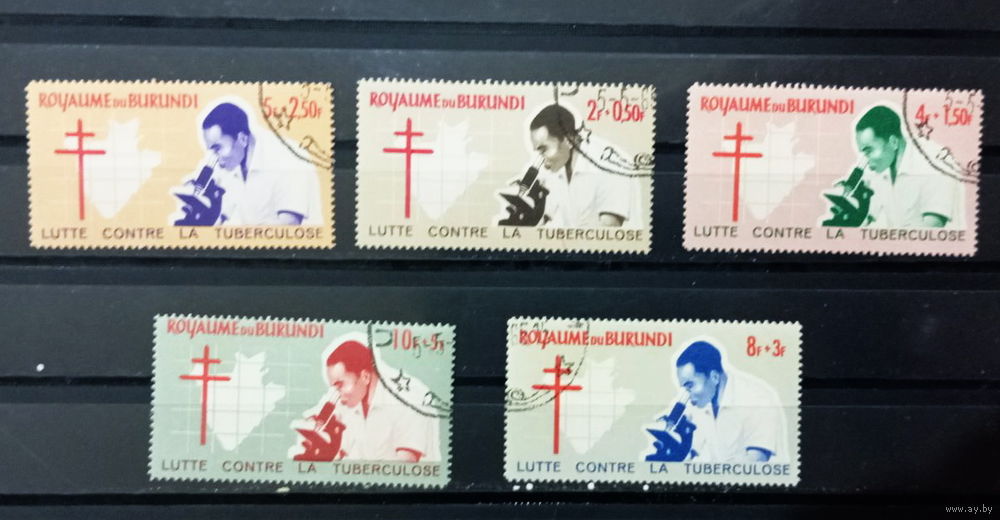 ROYAUME DU BURUNDI
5F+2,50F
LUTTE CONTRE LA TUBERCULOSE
ROYAUME DU BURUNDI
2F+0,50F
LUTTE CONTRE LA TUBERCULOSE
ROYAUME DU BURUNDI
4F+1,50F
LUTTE CONTRE LA TUBERCULOSE
ROYAUME DU BURUNDI
10F+
LUTTE CONTRE LA TUBERCULOSE
ROYAUME DU BURUNDI
8F+3F
LUTTE CONTRE LA TUBERCULOSE
www.ay.by